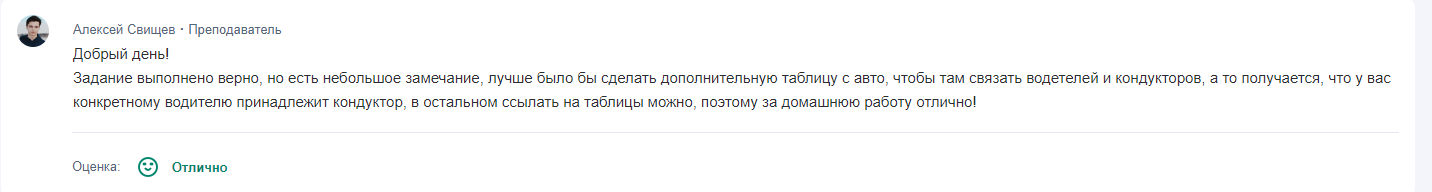 Алексей Свищев · Преподаватель
Добрый день!
Задание выполнено верно, но есть небольшое замечание, лучше было бы сделать дополнительную таблицу с авто, чтобы там связать водетелей и кондукторов, а то получается, что у вас
конкретному водителю принадлежит кондуктор, в остальном ссылать на таблицы можно, поэтому за домашнюю работу отлично!
Оценка: Отлично